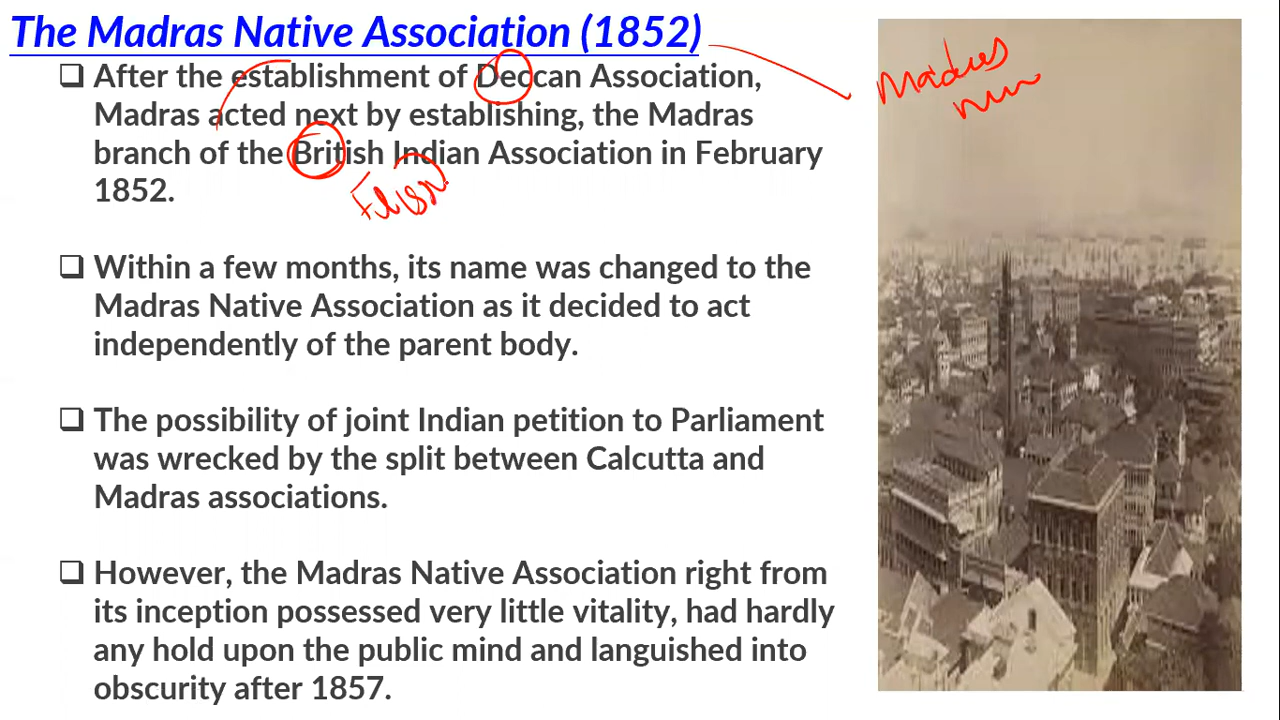 The Madras Native Association (1852)
❑ After the establishment of Deccan Association,
Madras acted next by establishing, the Madras
branch of the British Indian Association in February
1852.
❑ Within a few months, its name was changed to the
Madras Native Association as it decided to act
independently of the parent body.
❑ The possibility of joint Indian petition to Parliament
was wrecked by the split between Calcutta and
Madras associations.
❑ However, the Madras Native Association right from
its inception possessed very little vitality, had hardly
any hold upon the public mind and languished into
obscurity after 1857.
Madras